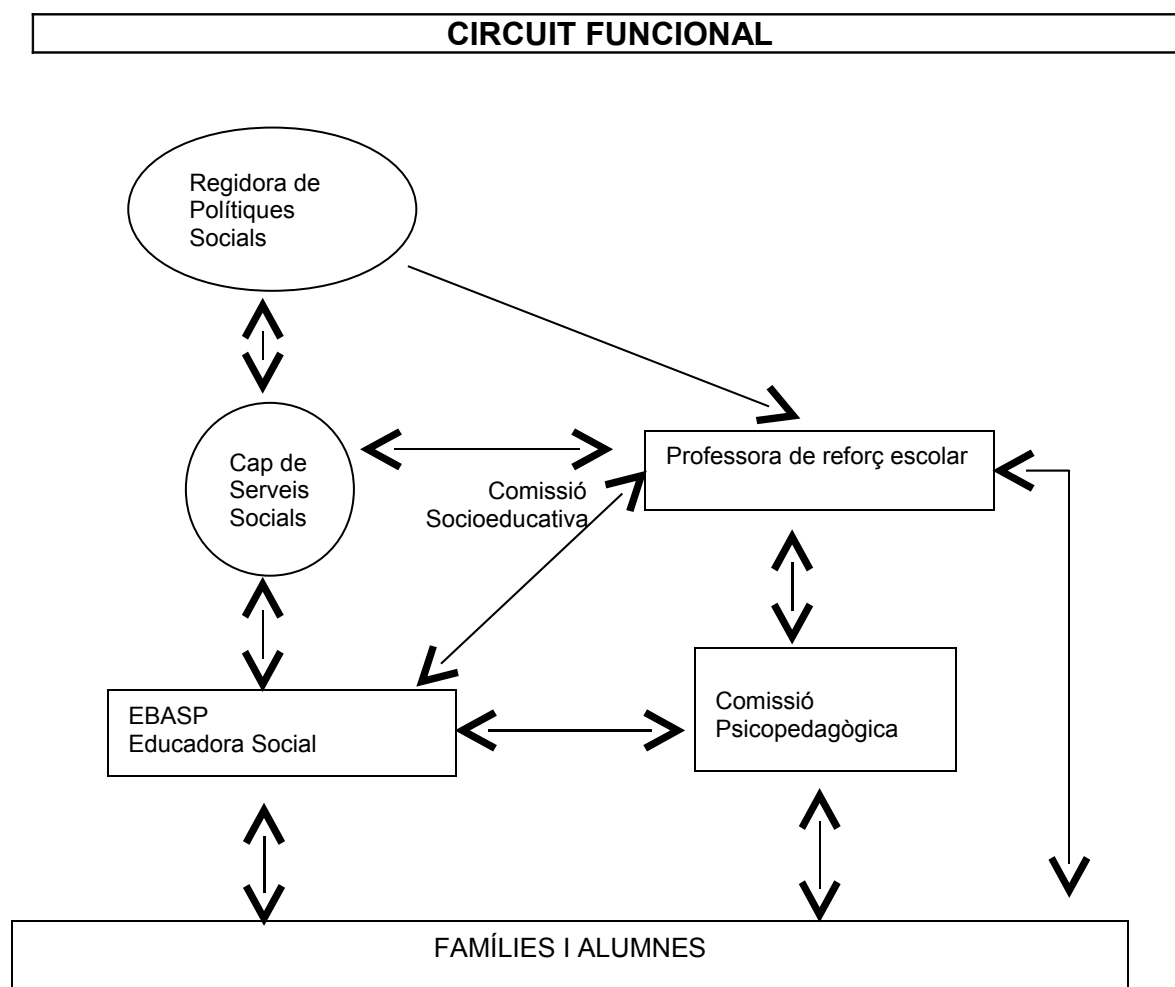 CIRCUIT FUNCIONAL
Regidora de
Polítiques
Socials
Cap de
Serveis
Socials
Professora de reforç escolar
Comissió
Socioeducativa
EBASP
Educadora Social
Comissió
Psicopedagògica
FAMÍLIES I ALUMNES